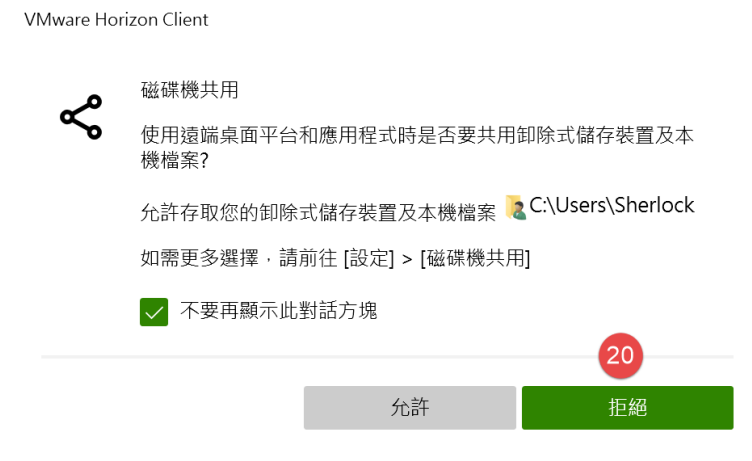 VMware Horizon Client
磁碟機共用
使用遠端桌面平台和應用程式時是否要共用卸除式儲存裝置及本
機檔案?
允許存取您的卸除式儲存裝置及本機檔案 C:\Users\Sherlock
如需更多選擇，請前往 [設定] > [磁碟機共用]
不要再顯示此對話方塊
20
允許 拒絕